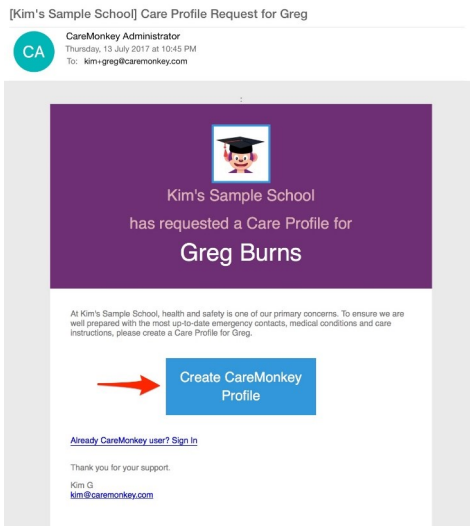 [Kim's Sample School] Care Profile Request for Greg
CA
CareMonkey Administrator
Thursday, 13 July 2017 at 10:45 PM
To: kim+greg@caremonkey.com
:
Kim's Sample School
has requested a Care Profile for
Greg Burns
At Kim's Sample School, health and safety is one of our primary concerns. To ensure we are
well prepared with the most up-to-date emergency contacts, medical conditions and care
instructions, please create a Care Profile for Greg.
Create CareMonkey
Profile
Already CareMonkey user? Sign In
Thank you for your support.
Kim G
kim@caremonkey.com